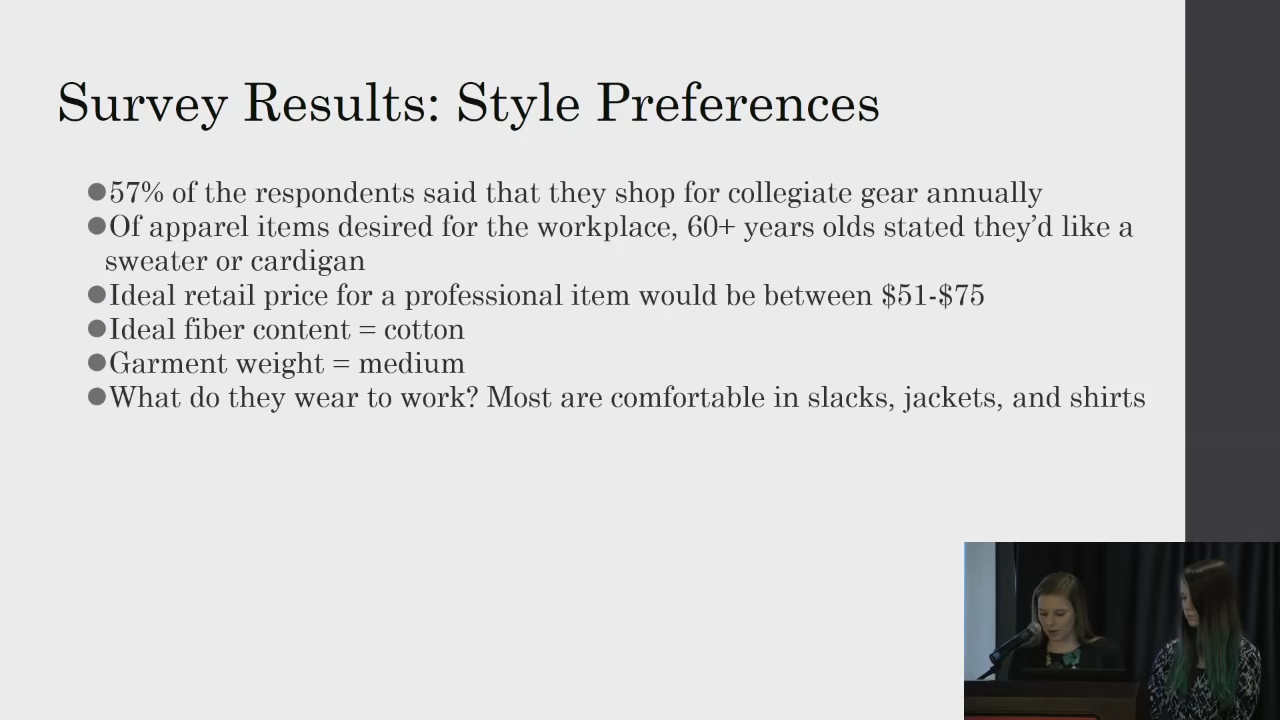 Survey Results: Style Preferences
●57% of the respondents said that they shop for collegiate gear annually
●Of apparel items desired for the workplace, 60+ years olds stated they’d like a
sweater or cardigan
●Ideal retail price for a professional item would be between $51-$75
●Ideal fiber content = cotton
●Garment weight = medium
●What do they wear to work? Most are comfortable in slacks, jackets, and shirts